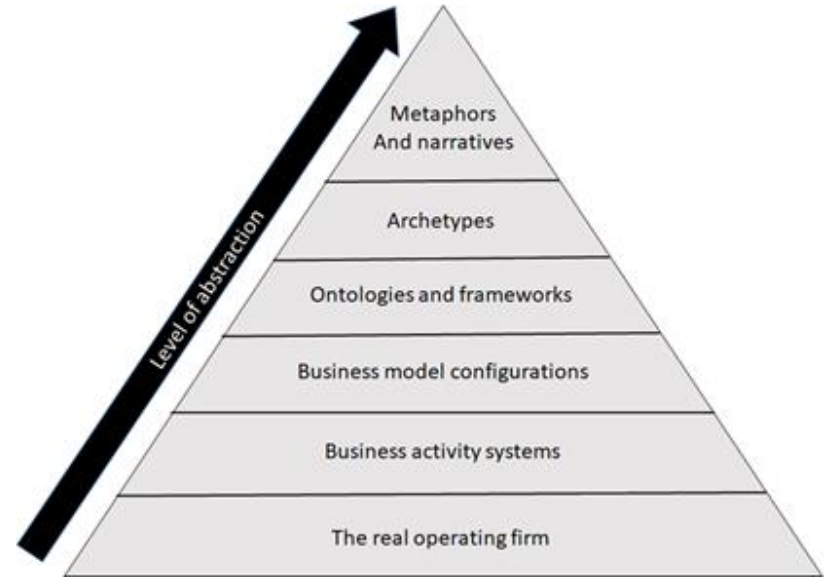 Metaphors
And narratives
Archetypes
Level of abstraction
Ontologies and frameworks
Business model configurations
Business activity systems
The real operating firm